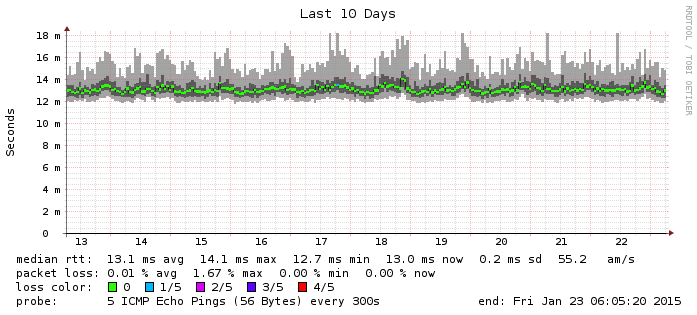 Last 10 Days
RRDTOOL / TOBI OETIKER
Seconds
18 m
16 m
14 m
12 m
10 m
8 m
6 m
4 m
2 m
0
13 14 15 16 17 18 19 20 21 22
median rtt: 13.1 ms avg 14.1 ms max 12.7 ms min 13.0 ms now 0.2 ms sd 55.2 am/s
packet loss: 0.01 % avg 1.67 % max 0.00 % min 0.00 % now
loss color: 0 1/5 2/5 3/5 4/5
probe: 5 ICMP Echo Pings (56 Bytes) every 300s end: Fri Jan 23 06:05:20 2015